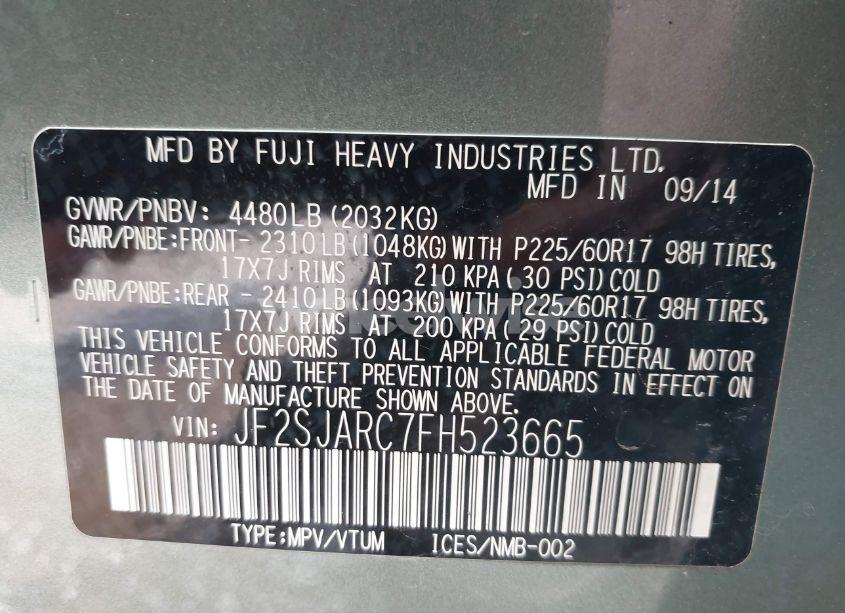 MFD BY FUJI HEAVY INDUSTRIES LTD.
MFD IN 09/14
GVWR/PNBV: 4480LB(2032KG)
GAWR/PNBE:FRONT- 2310LB(1048KG)WITH P225/60R17 98H TIRES,
17X7J RIMS AT 210 KPA(30 PSI)COLD
GAWR/PNBE:REAR - 2410LB(1093KG)WITH P225/60R17 98H TIRES,
17X7J RIMS AT 200 KPA(29 PSI)COLD
THIS VEHICLE CONFORMS TO ALL APPLICABLE FEDERAL MOTOR
VEHICLE SAFETY AND THEFT PREVENTION STANDARDS IN EFFECT ON
THE DATE OF MANUFACTURE SHOWN ABOVE.
VIN: JF2SJARC7FH523665
TYPE:MPV/VTUM ICES/NMB-002